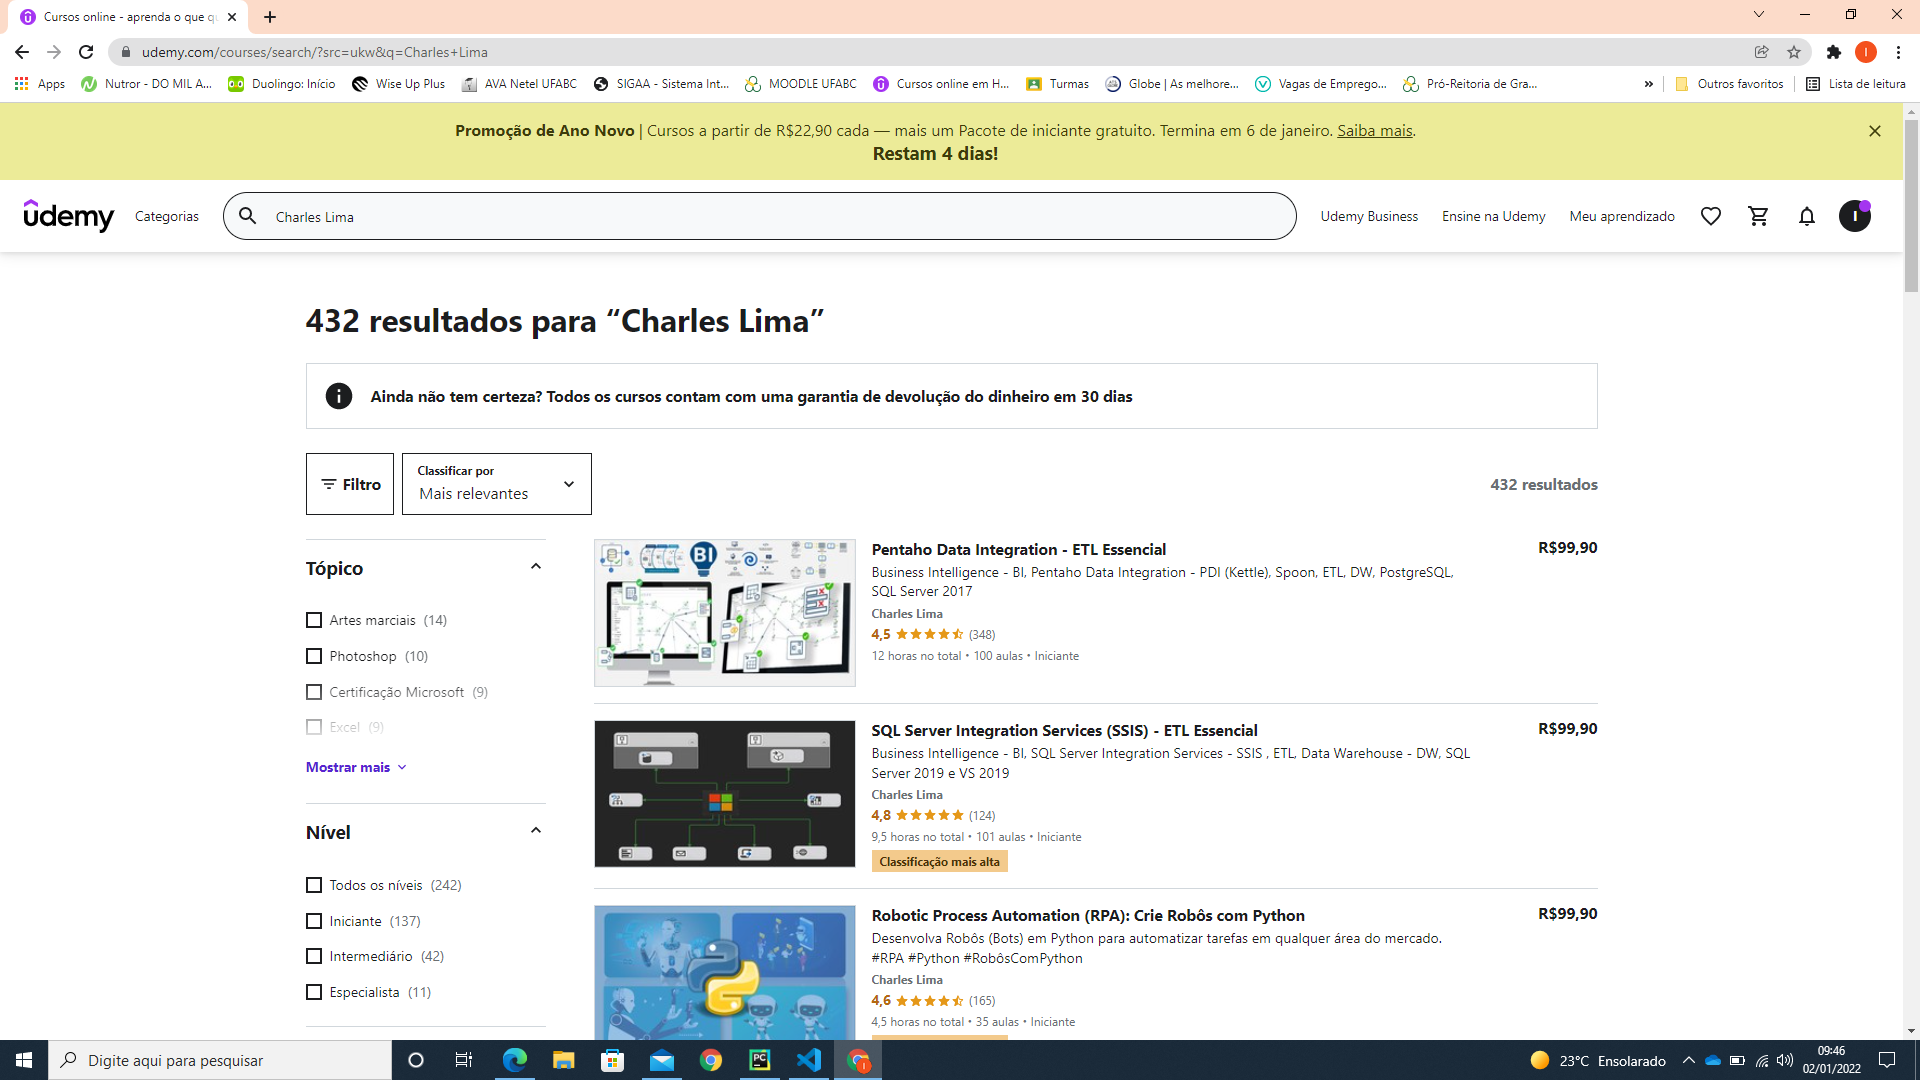 Cursos online - aprenda o que qu
udemy.com/courses/search/?src=ukw&q=Charles+Lima
Apps
Nutror - DO MIL A...
Duolingo: Início
Wise Up Plus
AVA Netel UFABC
SIGAA - Sistema Int...
MOODLE UFABC
Cursos online em H...
Turmas
Globe | As melhore...
Vagas de Emprego...
Pró-Reitoria de Gra...
»
Outros favoritos
Lista de leitura
Promoção de Ano Novo | Cursos a partir de R$22,90 cada — mais um Pacote de iniciante gratuito. Termina em 6 de janeiro. Saiba mais.
Restam 4 dias!
udemy
Categorias
Charles Lima
Udemy Business
Ensine na Udemy
Meu aprendizado
I
432 resultados para “Charles Lima”
Ainda não tem certeza? Todos os cursos contam com uma garantia de devolução do dinheiro em 30 dias
Filtro
Classificar por
Mais relevantes
432 resultados
Tópico
Artes marciais (14)
Photoshop (10)
Certificação Microsoft (9)
Excel (9)
Mostrar mais
Nível
Todos os níveis (242)
Iniciante (137)
Intermediário (42)
Especialista (11)
BI
Pentaho Data Integration - ETL Essencial
R$99,90
Business Intelligence - BI, Pentaho Data Integration - PDI (Kettle), Spoon, ETL, DW, PostgreSQL,
SQL Server 2017
Charles Lima
4,5 (348)
12 horas no total • 100 aulas • Iniciante
SQL Server Integration Services (SSIS) - ETL Essencial
R$99,90
Business Intelligence - BI, SQL Server Integration Services - SSIS , ETL, Data Warehouse - DW, SQL
Server 2019 e VS 2019
Charles Lima
4,8 (124)
9,5 horas no total • 101 aulas • Iniciante
Classificação mais alta
Robotic Process Automation (RPA): Crie Robôs com Python
R$99,90
Desenvolva Robôs (Bots) em Python para automatizar tarefas em qualquer área do mercado.
#RPA #Python #RobôsComPython
Charles Lima
4,6 (165)
4,5 horas no total • 35 aulas • Iniciante
Digite aqui para pesquisar
PC
23°C Ensolarado
09:46
02/01/2022